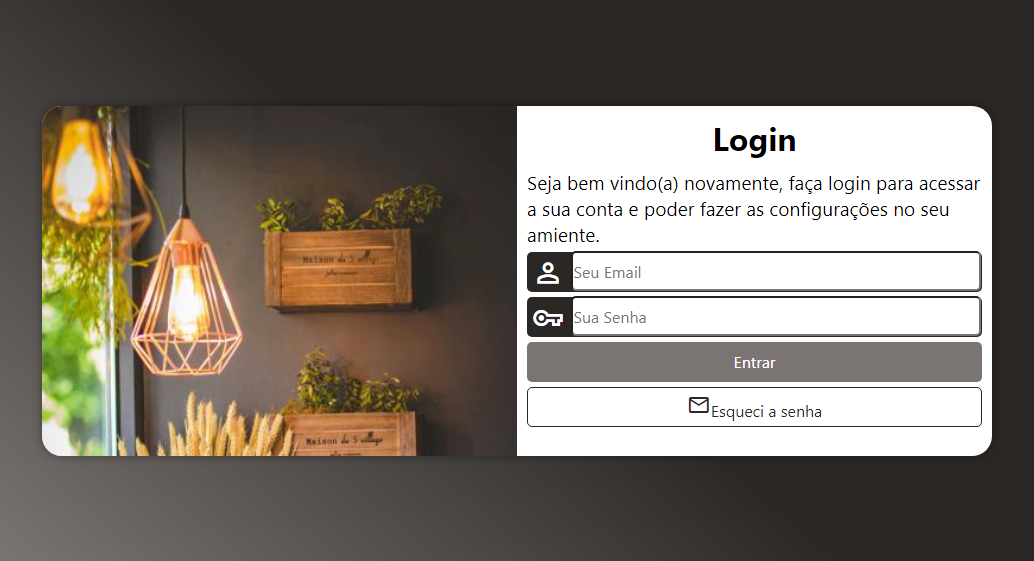 Login
Seja bem vindo(a) novamente, faça login para acessar
a sua conta e poder fazer as configurações no seu
amiente.
Seu Email
Sua Senha
Entrar
Esqueci a senha
Maison du 5 village
Maison du 5 village